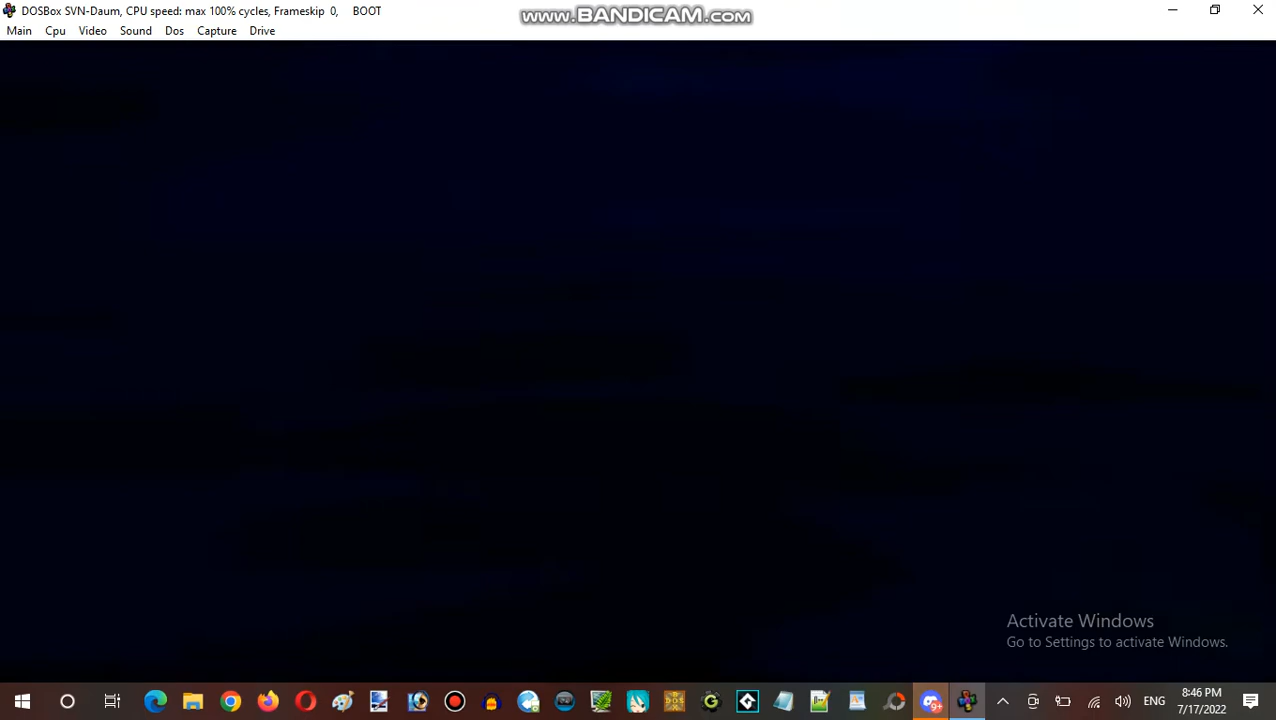 DOSBox SVN-Daum, CPU speed: max 100% cycles, Frameskip 0, BOOT
www.BANDICAM.com
Main Cpu Video Sound Dos Capture Drive
Activate Windows
Go to Settings to activate Windows.
ENG
8:46 PM
7/17/2022